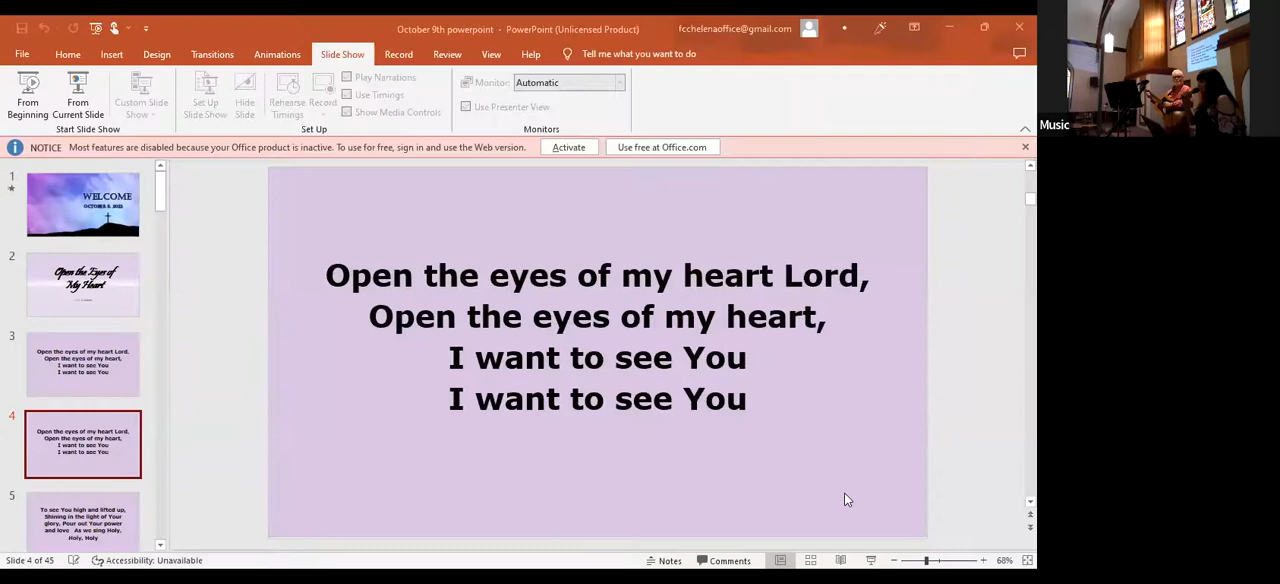 October 9th powerpoint - PowerPoint (Unlicensed Product)
fcchelenaoffice@gmail.com
File Home Insert Design Transitions Animations Slide Show Record Review View Help Tell me what you want to do
From Beginning
From Current Slide
Custom Slide Show
Start Slide Show
Set Up Slide Show
Hide Slide
Rehearse Timings
Record
Play Narrations
Use Timings
Show Media Controls
Set Up
Monitor: Automatic
Use Presenter View
Monitors
Music
NOTICE Most features are disabled because your Office product is inactive. To use for free, sign in and use the Web version. Activate Use free at Office.com
1
WELCOME
OCTOBER 9, 2022
2
Open the Eyes of
My Heart
3
Open the eyes of my heart Lord,
Open the eyes of my heart,
I want to see You
I want to see You
4
Open the eyes of my heart Lord,
Open the eyes of my heart,
I want to see You
I want to see You
5
To see You high and lifted up,
Shining in the light of Your
glory, Pour out Your power
and love As we sing Holy,
Holy, Holy
Open the eyes of my heart Lord,
Open the eyes of my heart,
I want to see You
I want to see You
Slide 4 of 45 Accessibility: Unavailable Notes Comments 68%